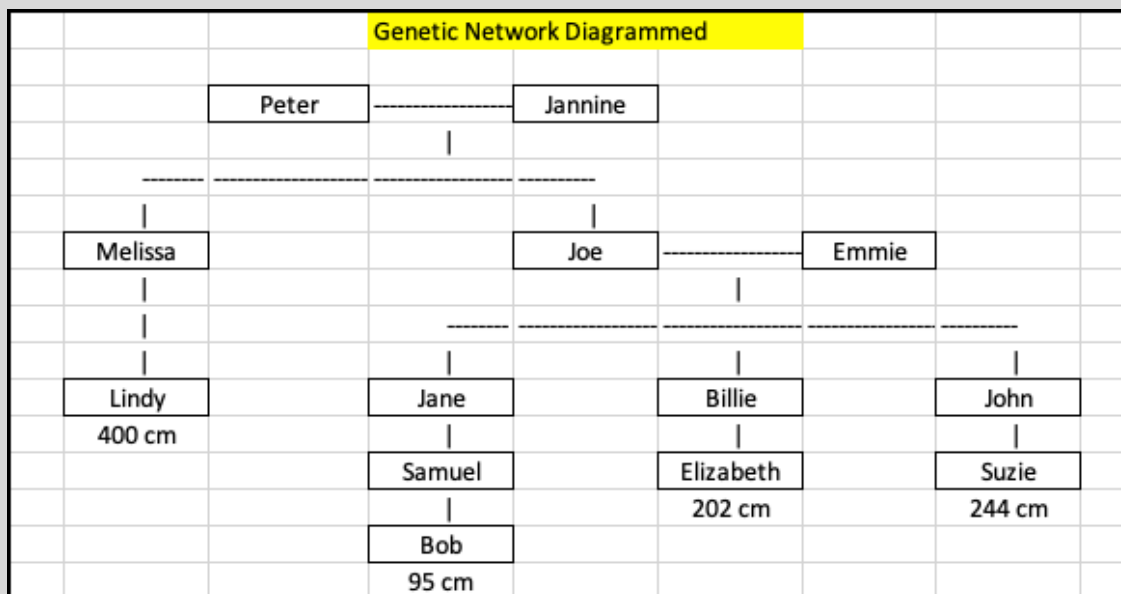 Genetic Network Diagrammed
Peter ------------------- Jannine
|
-------- --------------------- ------------------- ----------
| |
Melissa Joe ------------------- Emmie
| |
| -------- ------------------- ------------------- ----------------- ----------
| | | |
Lindy Jane Billie John
400 cm | | |
Samuel Elizabeth Suzie
| 202 cm 244 cm
Bob
95 cm